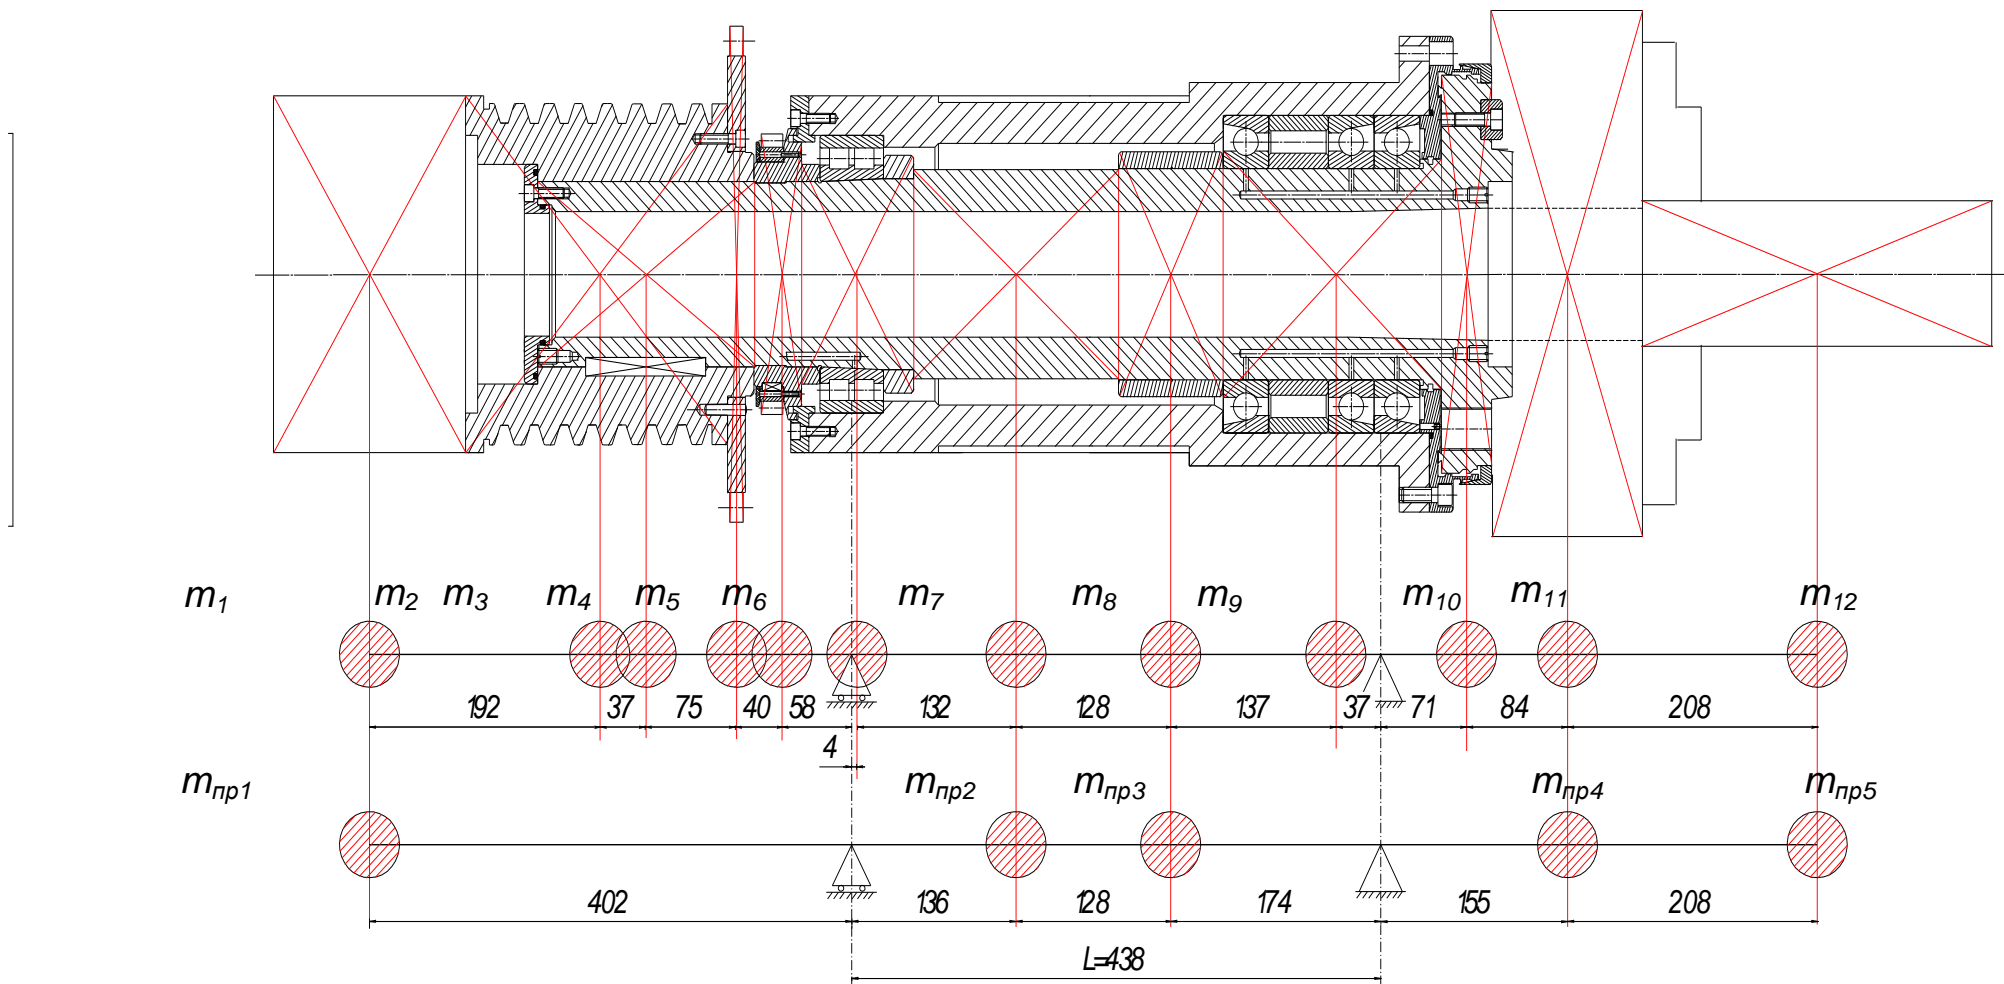 m₁ m₂ m₃ m₄ m₅ m₆ m₇ m₈ m₉ m₁₀ m₁₁ m₁₂
192 37 75 40 58 132 128 137 37 71 84 208
4
mпр1 mпр2 mпр3 mпр4 mпр5
402 136 128 174 155 208
L=438